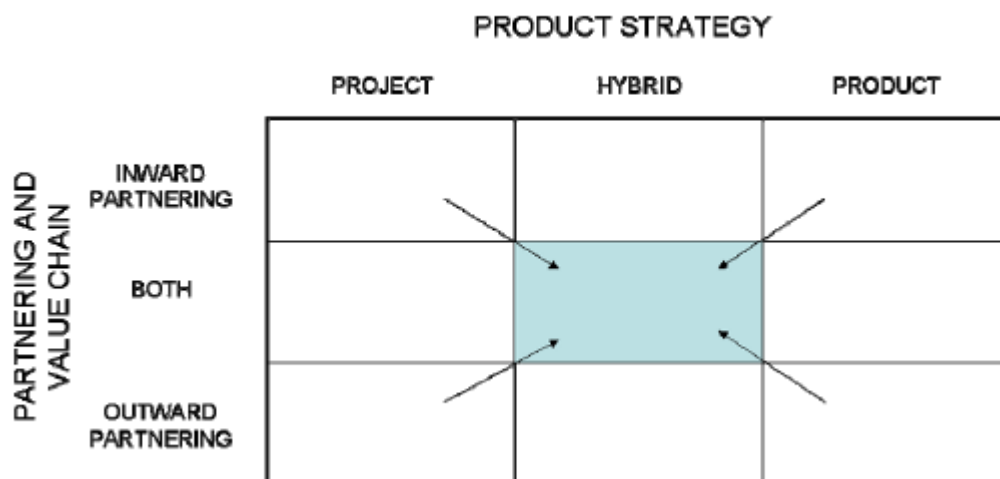 PRODUCT STRATEGY
PROJECT
HYBRID
PRODUCT
PARTNERING AND
VALUE CHAIN
INWARD
PARTNERING
BOTH
OUTWARD
PARTNERING